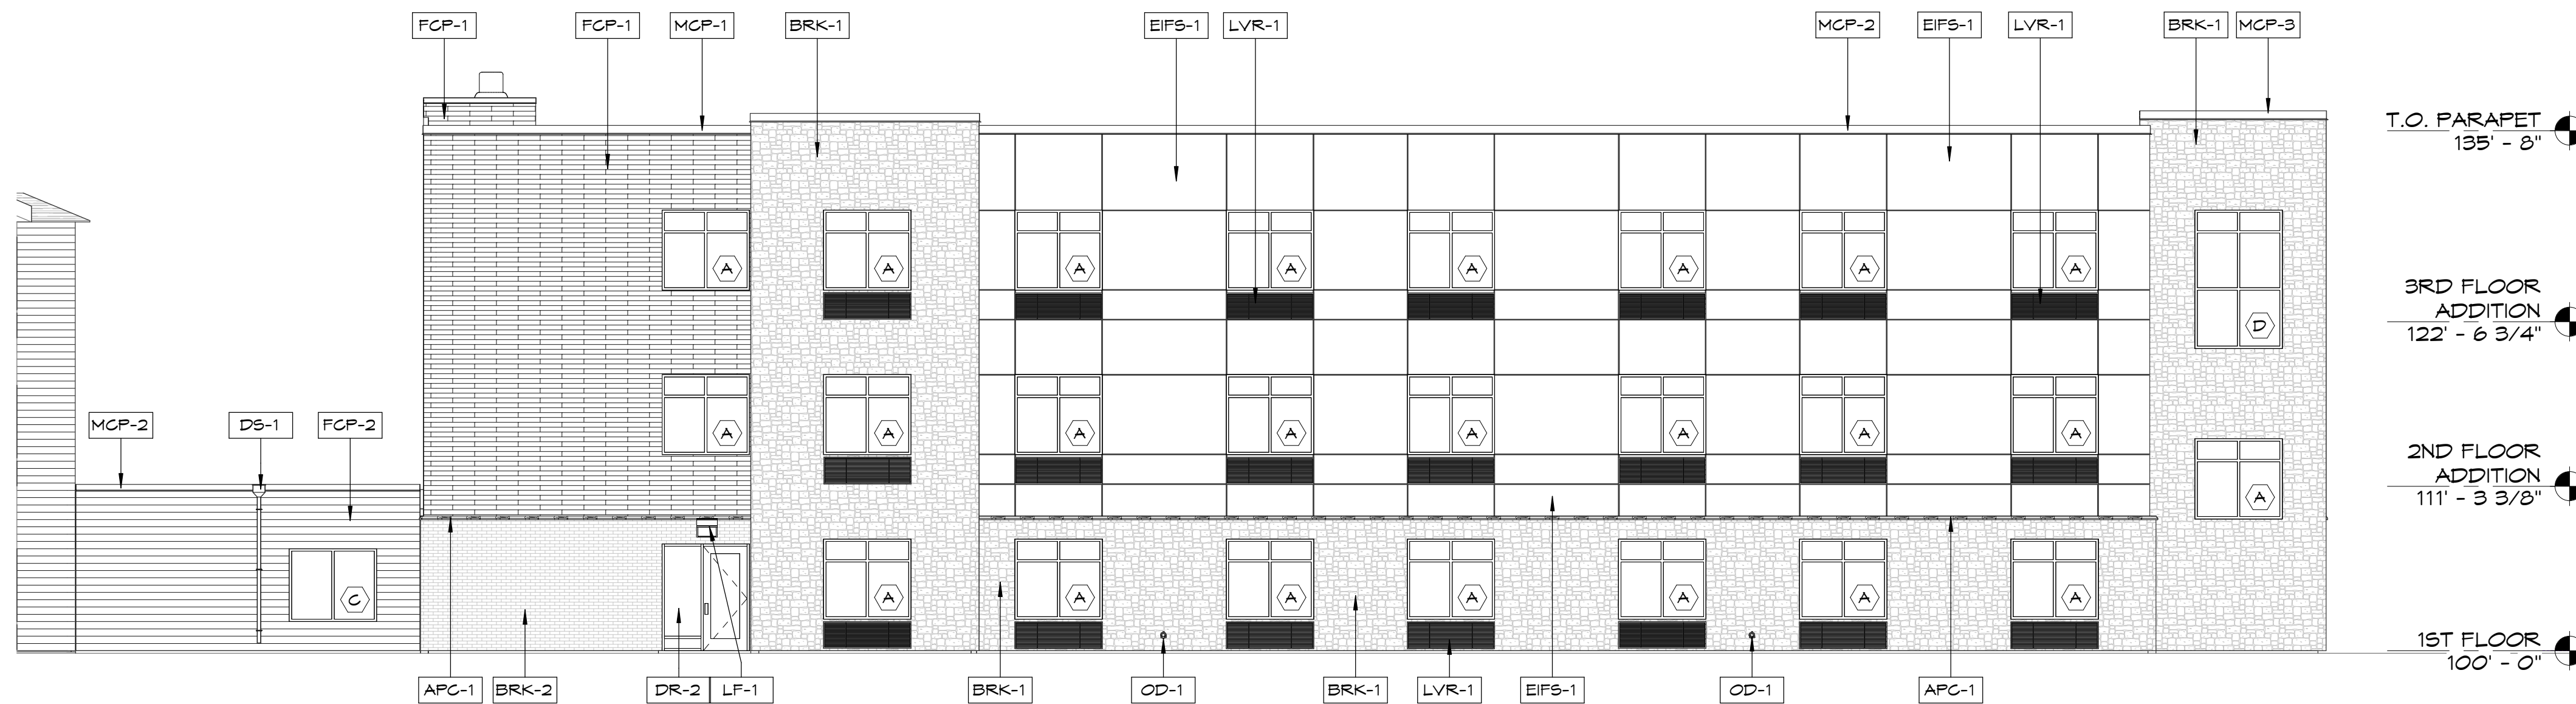 FCP-1
FCP-1
MCP-1
BRK-1
EIFS-1
LVR-1
MCP-2
EIFS-1
LVR-1
BRK-1
MCP-3
T.O. PARAPET
135' - 8"
A
A
A
A
A
A
A
A
3RD FLOOR
ADDITION
122' - 6 3/4"
D
MCP-2
DS-1
FCP-2
A
A
A
A
A
A
A
A
2ND FLOOR
ADDITION
111' - 3 3/8"
A
C
A
A
A
A
A
A
A
1ST FLOOR
100' - 0"
APC-1
BRK-2
DR-2
LF-1
BRK-1
OD-1
BRK-1
LVR-1
EIFS-1
OD-1
APC-1